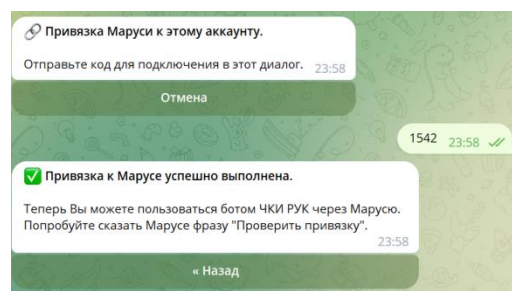 🔗 Привязка Маруси к этому аккаунту.
Отправьте код для подключения в этот диалог. 23:58
Отмена
1542 23:58
✅ Привязка к Марусе успешно выполнена.
Теперь Вы можете пользоваться ботом ЧКИ РУК через Марусю.
Попробуйте сказать Марусе фразу "Проверить привязку".
23:58
« Назад